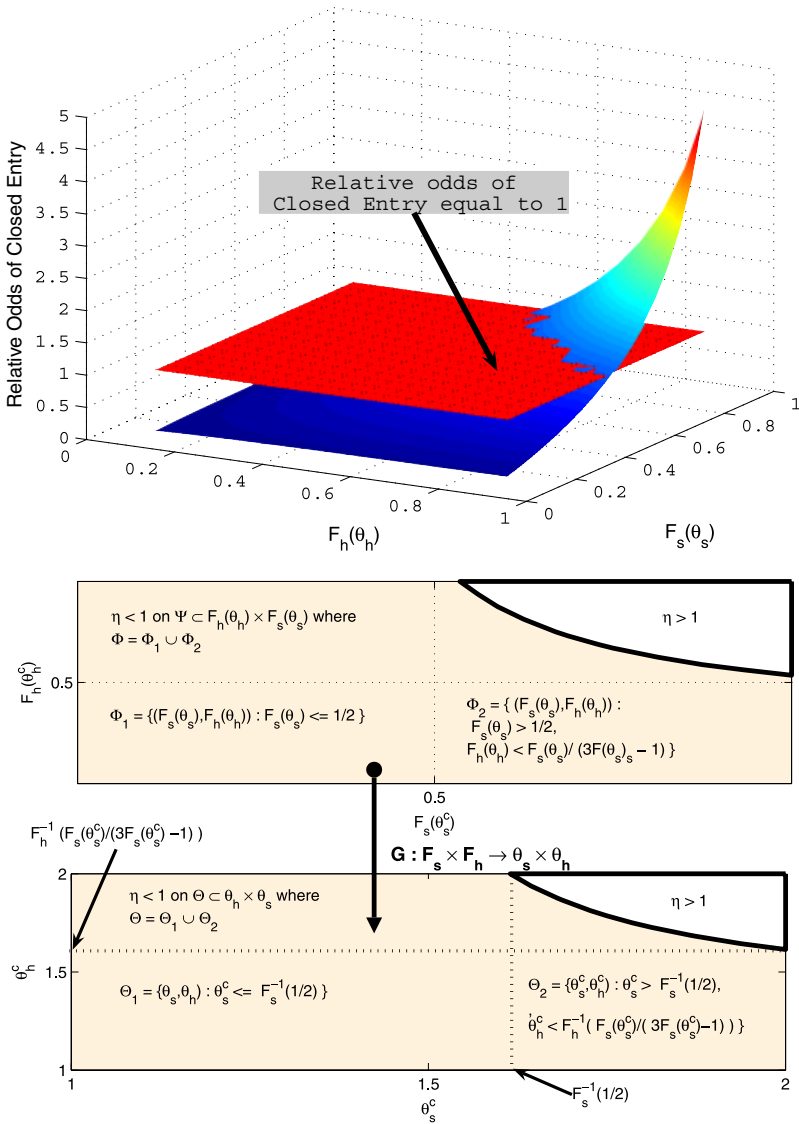 5
4.5
4
3.5
3
2.5
2
1.5
1
0.5
0
Relative Odds of Closed Entry
Relative odds of
Closed Entry equal to 1
0
0.2
0.4
0.6
0.8
1
F_h(θ_h)
0
0.2
0.4
0.6
0.8
1
F_s(θ_s)
η < 1 on Ψ ⊂ F_h(θ_h) × F_s(θ_s) where
Φ = Φ_1 ∪ Φ_2
η > 1
F_h(θ_h^c)
0.5
Φ_1 = {(F_s(θ_s),F_h(θ_h)) : F_s(θ_s) <= 1/2 }
Φ_2 = { (F_s(θ_s),F_h(θ_h)) :
F_s(θ_s) > 1/2,
F_h(θ_h) < F_s(θ_s)/ (3F(θ_s)_s − 1) }
0.5
F_s(θ_s^c)
F_h^{-1} (F_s(θ_s^c)/(3F_s(θ_s^c) −1) )
G : F_s × F_h → θ_s × θ_h
2
1.5
1
θ_h^c
η < 1 on Θ ⊂ θ_h × θ_s where
Θ = Θ_1 ∪ Θ_2
η > 1
Θ_1 = {θ_s,θ_h) : θ_s^c <= F_s^{-1}(1/2) }
Θ_2 = {θ_s^c,θ_h^c) : θ_s^c > F_s^{-1}(1/2),
, θ_h^c < F_h^{-1}( F_s(θ_s^c)/( 3F_s(θ_s^c)−1) ) }
1
1.5
2
F_s^{-1}(1/2)
θ_s^c